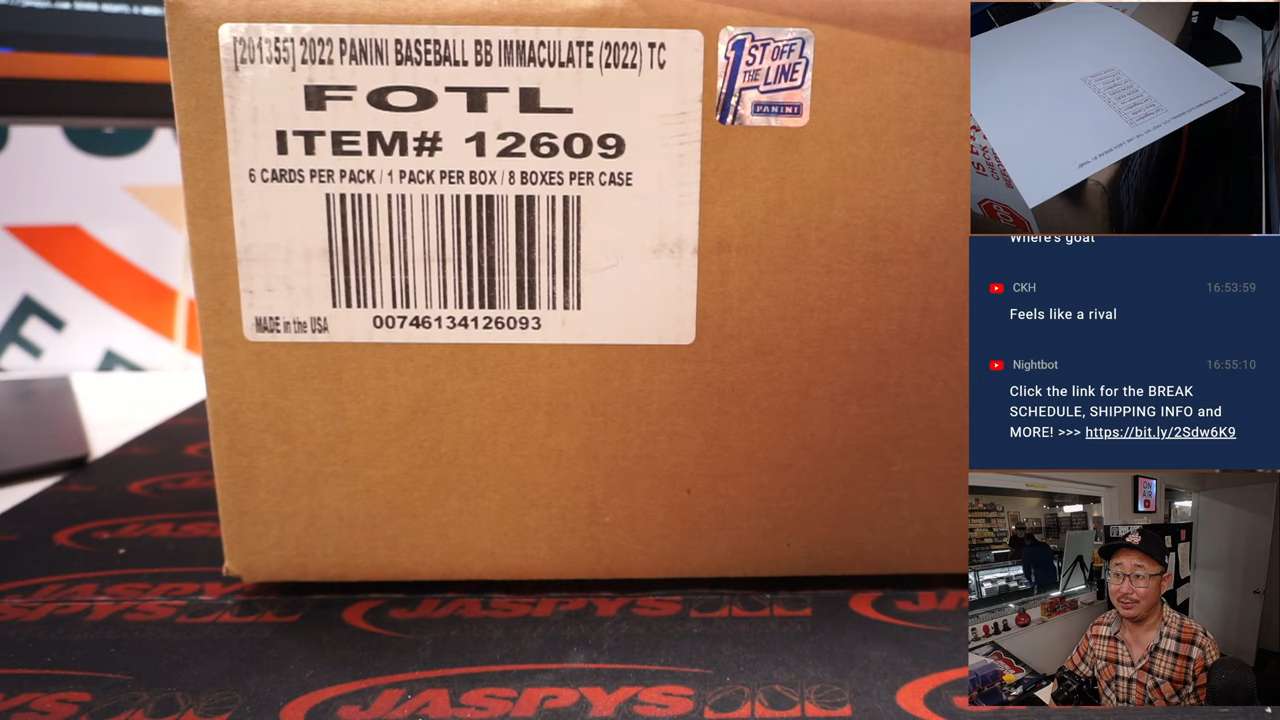 [201355] 2022 PANINI BASEBALL BB IMMACULATE (2022) TC
FOTL
ITEM# 12609
6 CARDS PER PACK / 1 PACK PER BOX / 8 BOXES PER CASE
MADE in the USA
00746134126093
1ST OFF
THE LINE
PANINI
JASPYS
JASPYS
JASPYS
JASPYS
Where's goat
CKH 16:53:59
Feels like a rival
Nightbot 16:55:10
Click the link for the BREAK
SCHEDULE, SHIPPING INFO and
MORE! >>> https://bit.ly/2Sdw6K9
ON
AIR